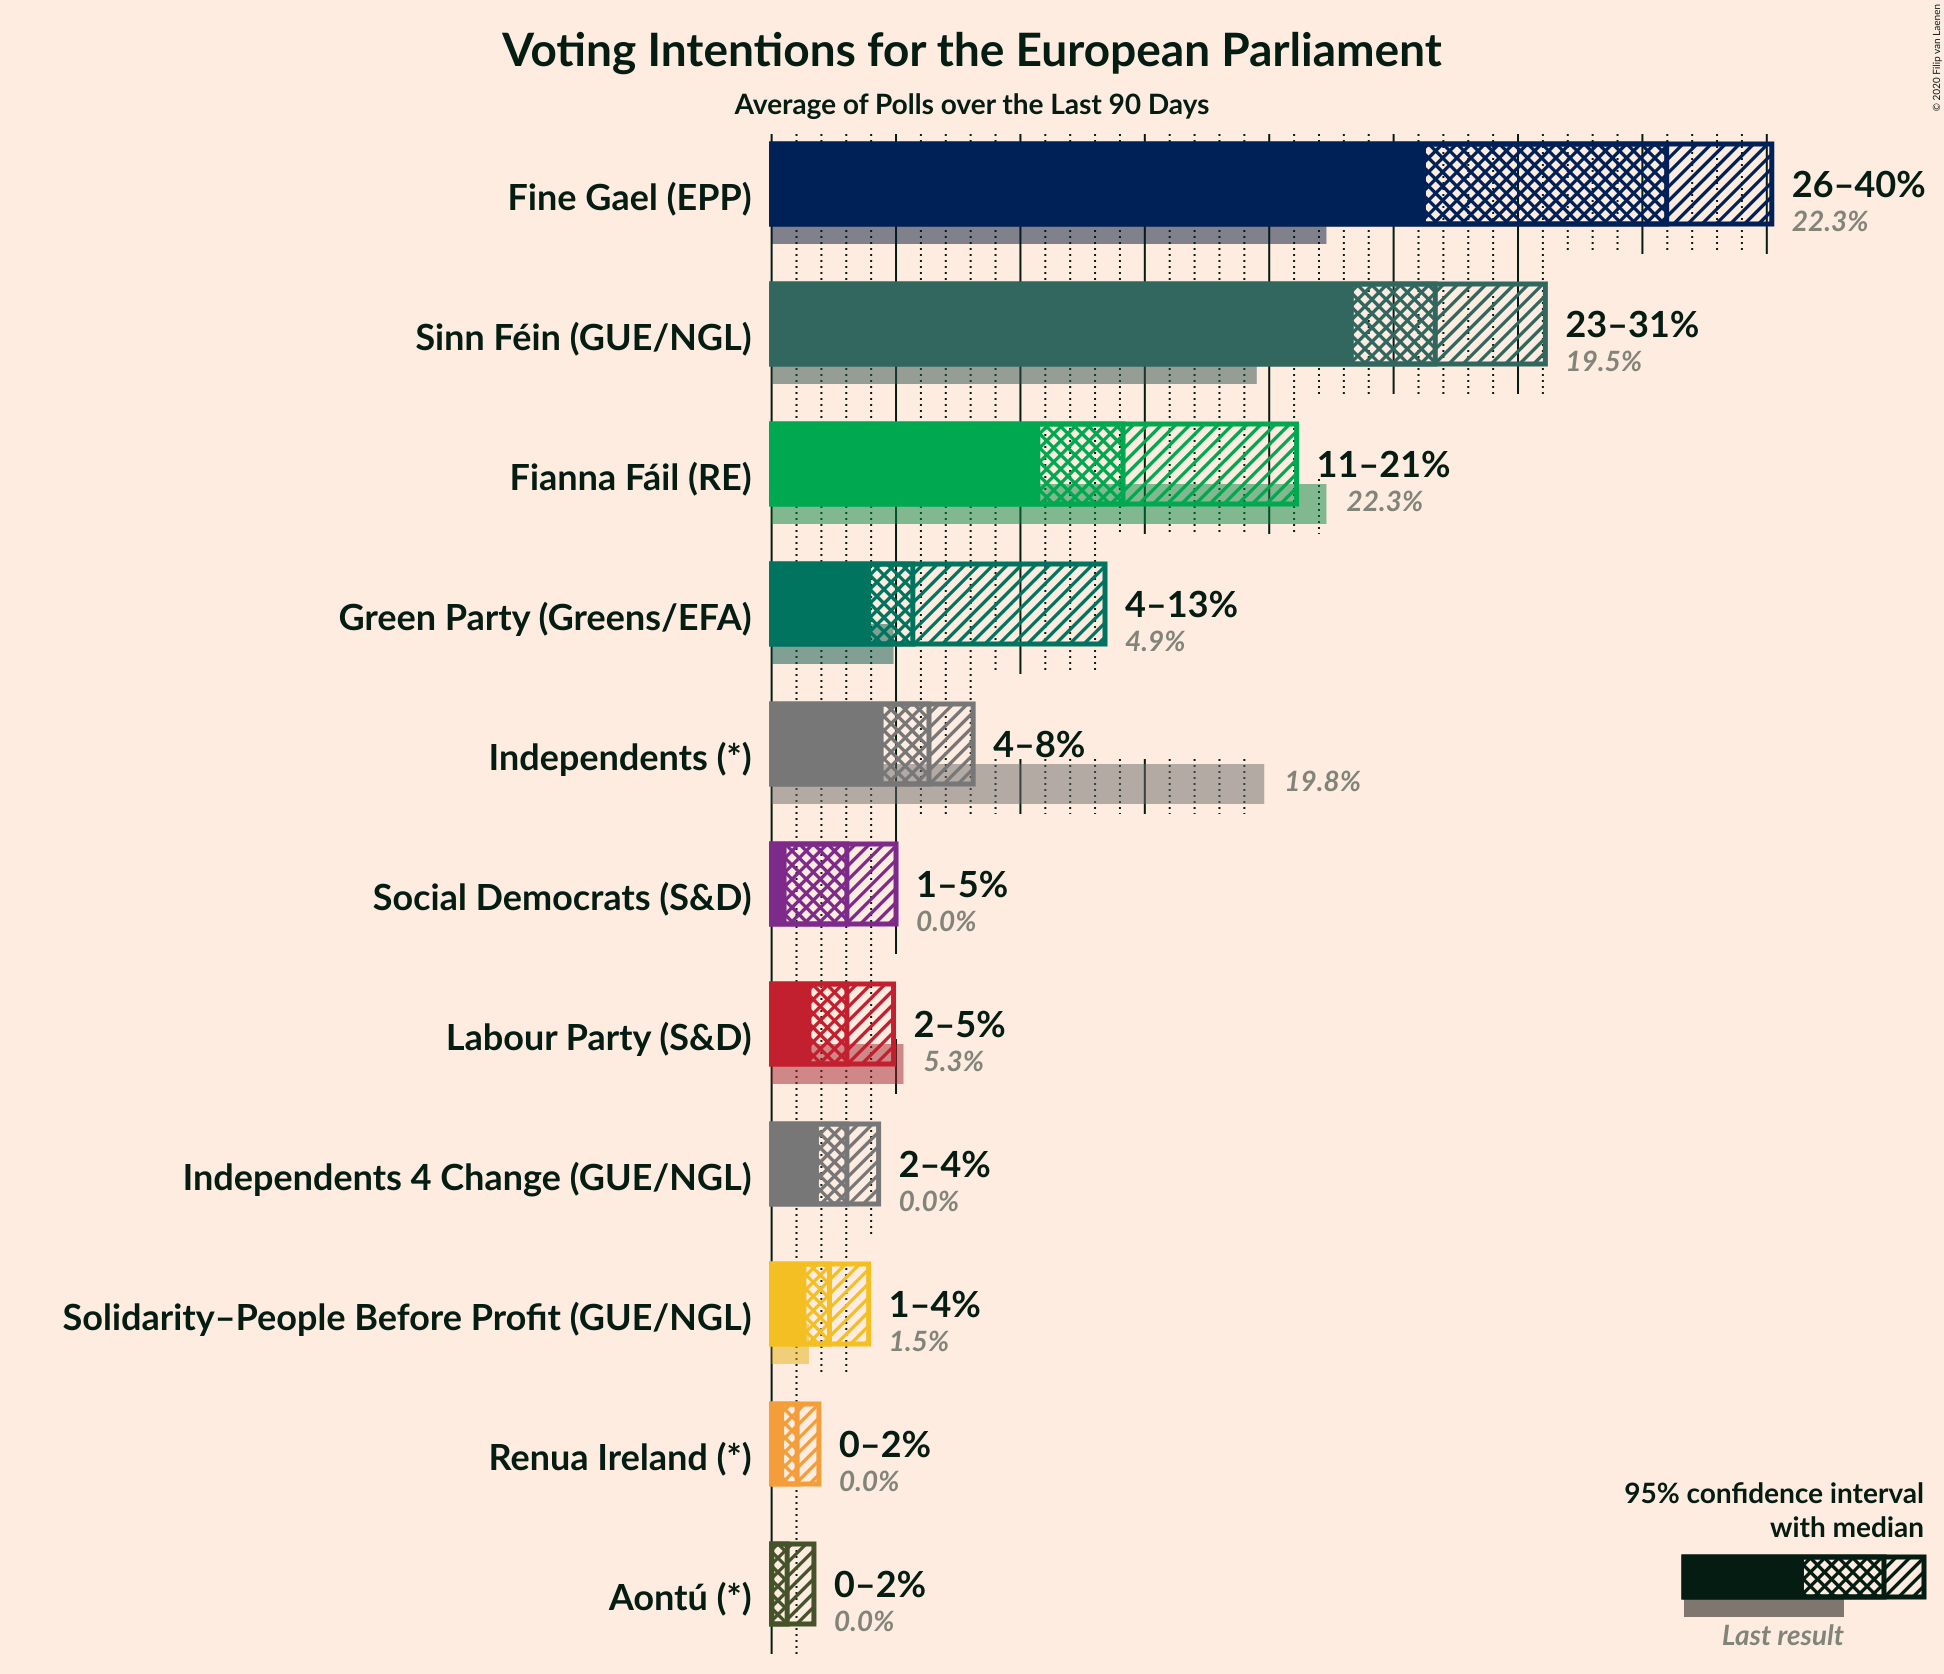 © 2020 Filip van Laenen
Voting Intentions for the European Parliament
Average of Polls over the Last 90 Days
Fine Gael (EPP)
26–40%
22.3%
Sinn Féin (GUE/NGL)
23–31%
19.5%
Fianna Fáil (RE)
11–21%
22.3%
Green Party (Greens/EFA)
4–13%
4.9%
Independents (*)
4–8%
19.8%
Social Democrats (S&D)
1–5%
0.0%
Labour Party (S&D)
2–5%
5.3%
Independents 4 Change (GUE/NGL)
2–4%
0.0%
Solidarity–People Before Profit (GUE/NGL)
1–4%
1.5%
Renua Ireland (*)
0–2%
0.0%
Aontú (*)
0–2%
0.0%
95% confidence interval
with median
Last result